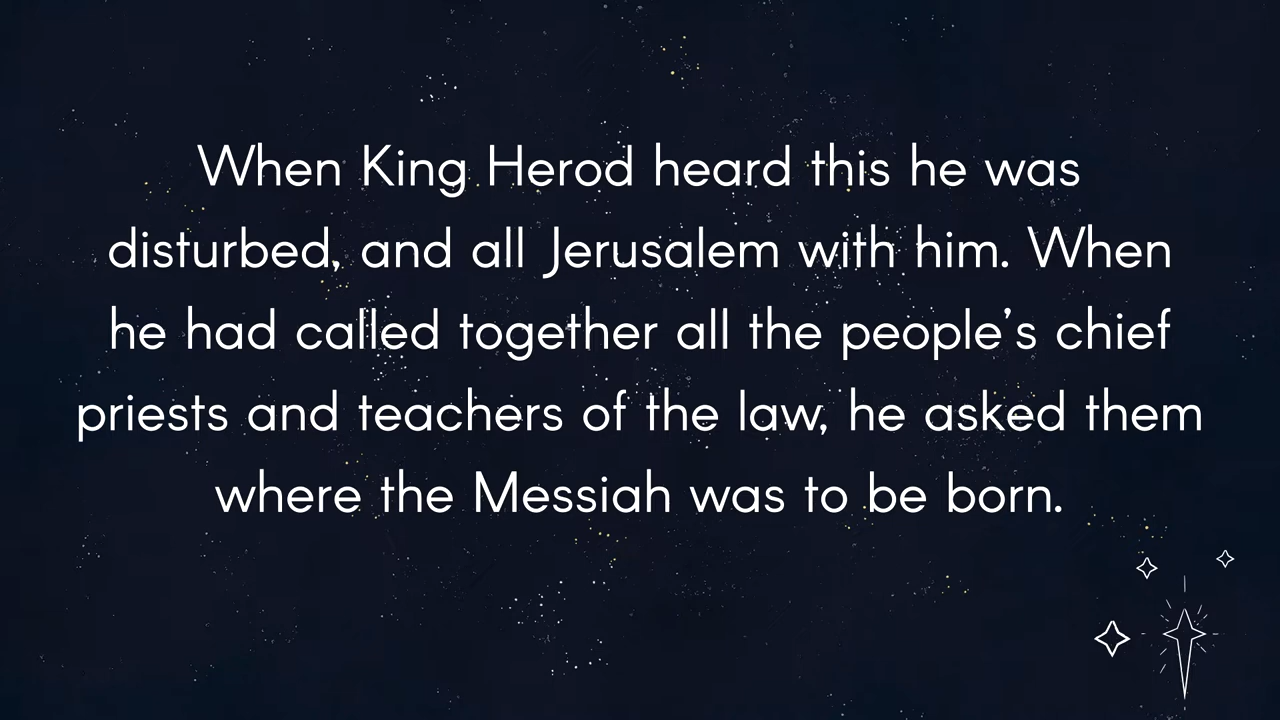 When King Herod heard this he was
disturbed, and all Jerusalem with him. When
he had called together all the people’s chief
priests and teachers of the law, he asked them
where the Messiah was to be born.